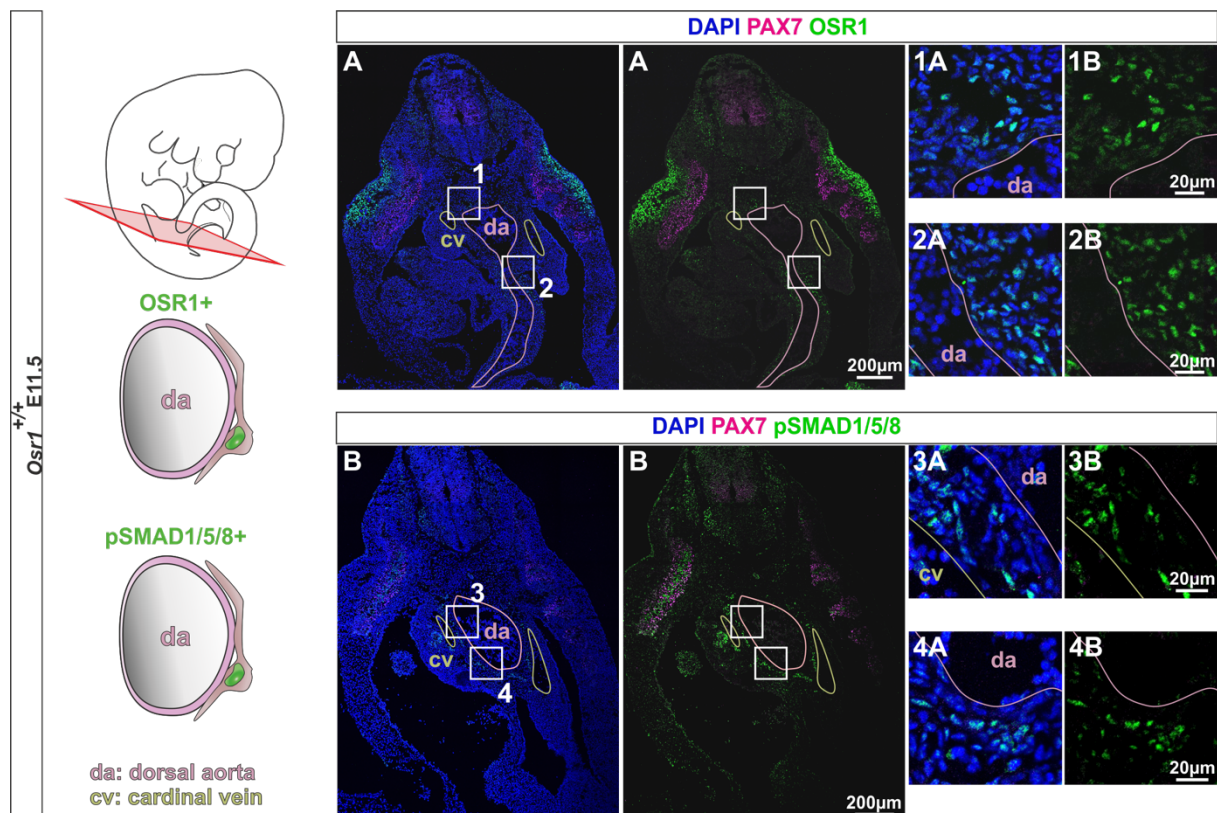 Osr1+/+ E11.5
OSR1+
da
pSMAD1/5/8+
da
da: dorsal aorta
cv: cardinal vein
DAPI PAX7 OSR1
A
1
cv
da
2
A
200µm
1A
da
1B
20µm
2A
da
2B
20µm
DAPI PAX7 pSMAD1/5/8
B
3
da
cv
4
B
200µm
3A
da
cv
3B
20µm
4A
da
4B
20µm